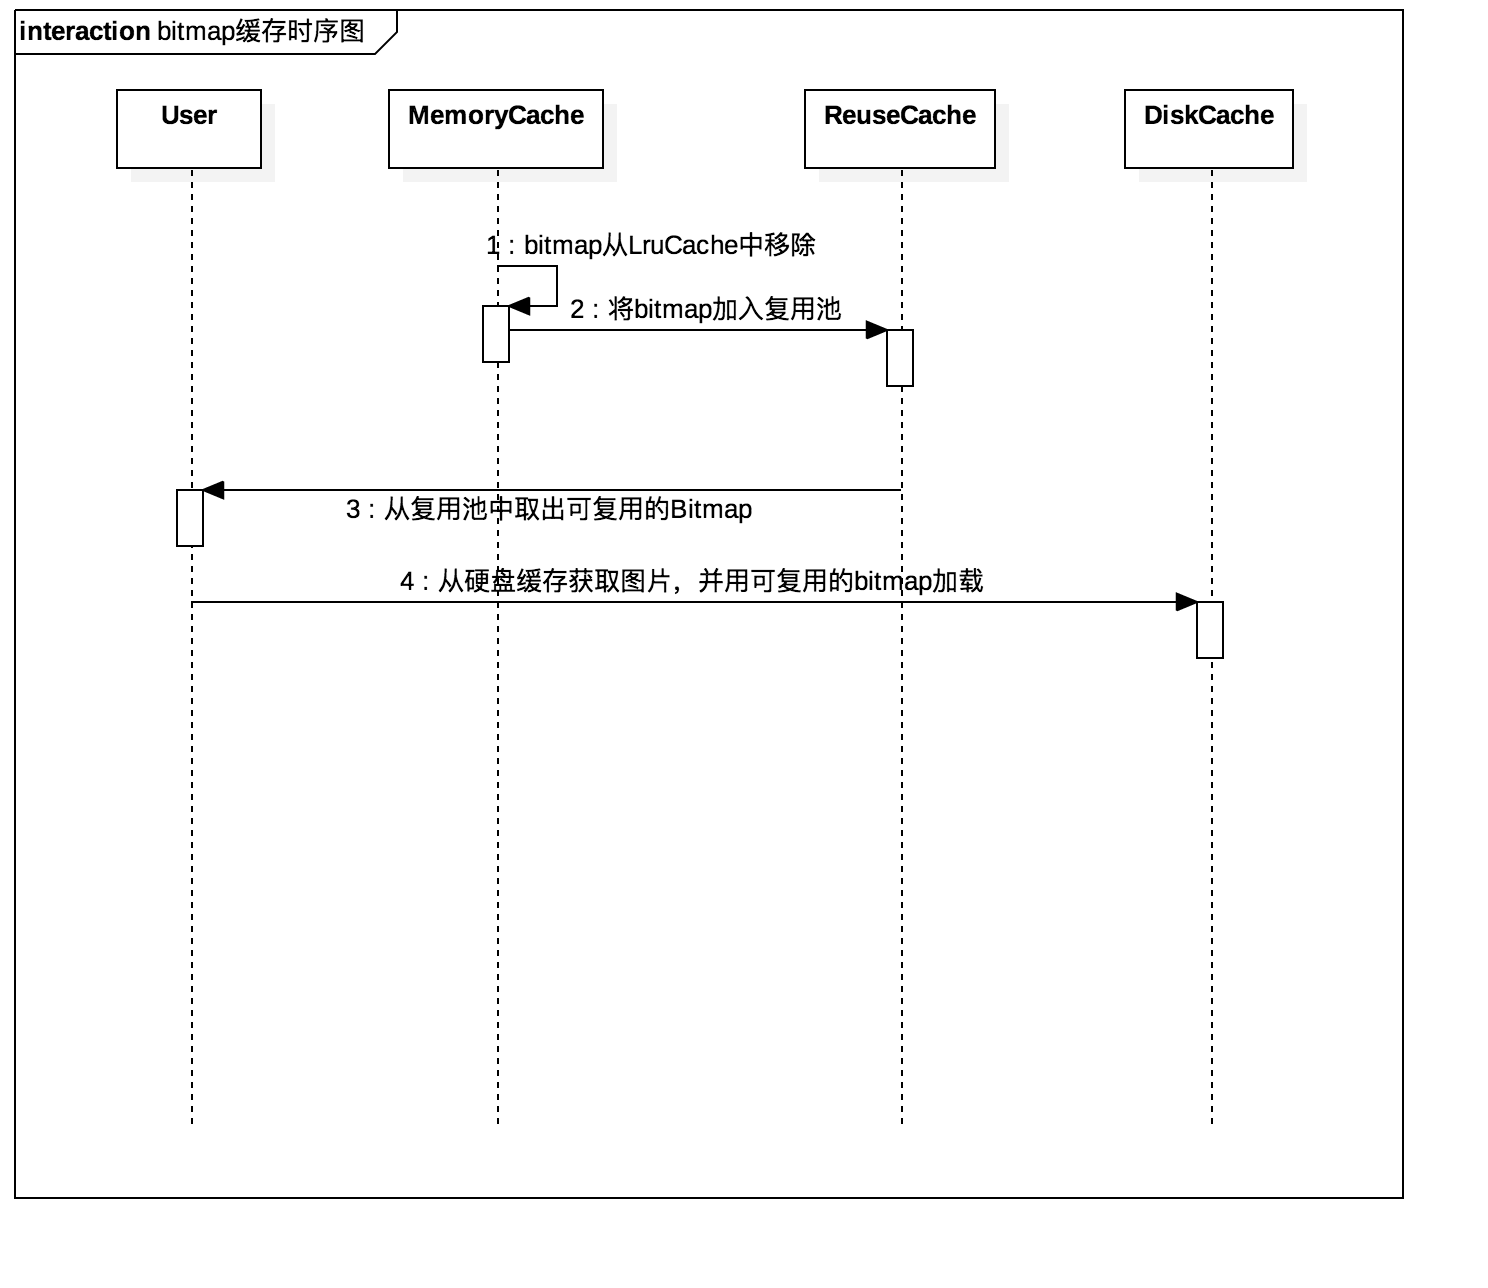 interaction bitmap缓存时序图
User
MemoryCache
ReuseCache
DiskCache
1 : bitmap从LruCache中移除
2 : 将bitmap加入复用池
3 : 从复用池中取出可复用的Bitmap
4 : 从硬盘缓存获取图片，并用可复用的bitmap加载